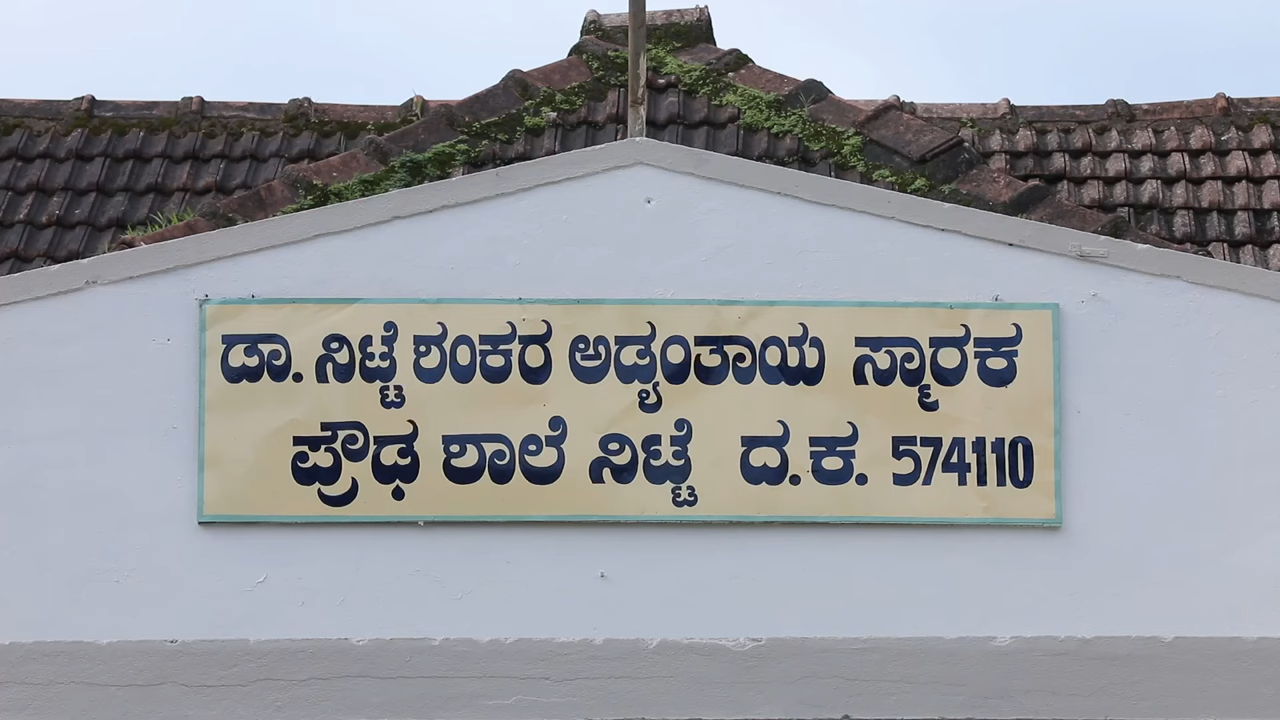 ಡಾ. ನಿಟ್ಟೆ ಶಂಕರ ಅಡ್ಯಂತಾಯ ಸ್ಮಾರಕ
ಪ್ರೌಢ ಶಾಲೆ ನಿಟ್ಟೆ ದ.ಕ. 574110